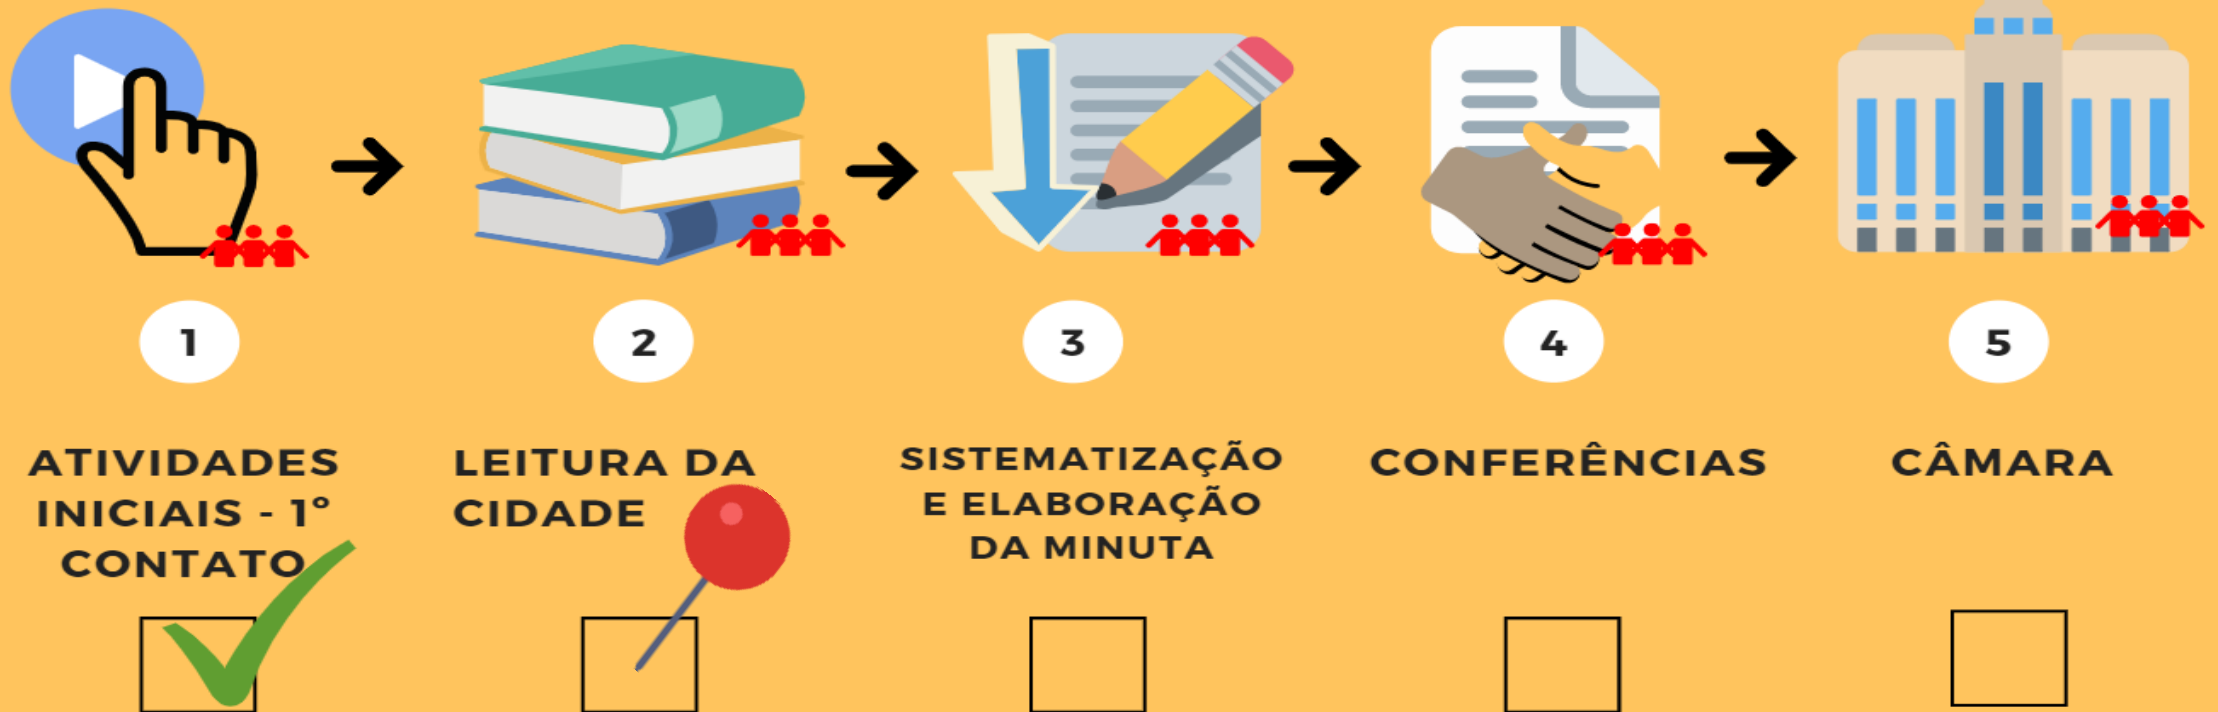 1
2
3
4
5
ATIVIDADES
INICIAIS - 1º
CONTATO
LEITURA DA
CIDADE
SISTEMATIZAÇÃO
E ELABORAÇÃO
DA MINUTA
CONFERÊNCIAS
CÂMARA